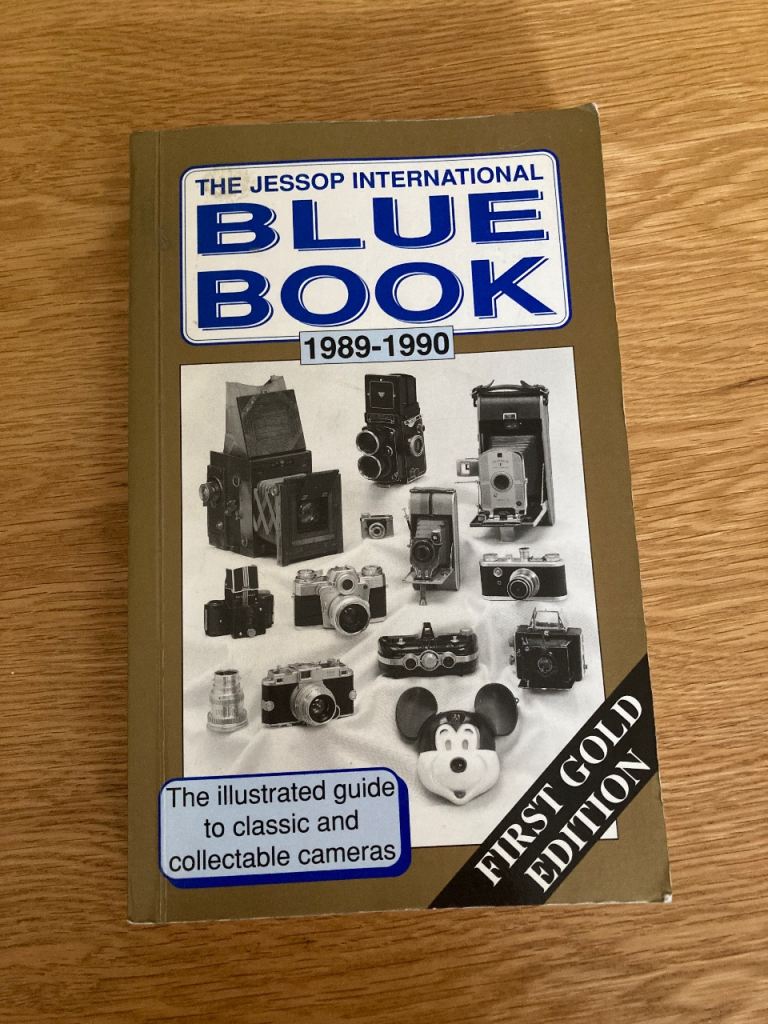 THE JESSOP INTERNATIONAL
BLUE
BOOK
1989-1990
The illustrated guide
to classic and
collectable cameras
FIRST GOLD
EDITION